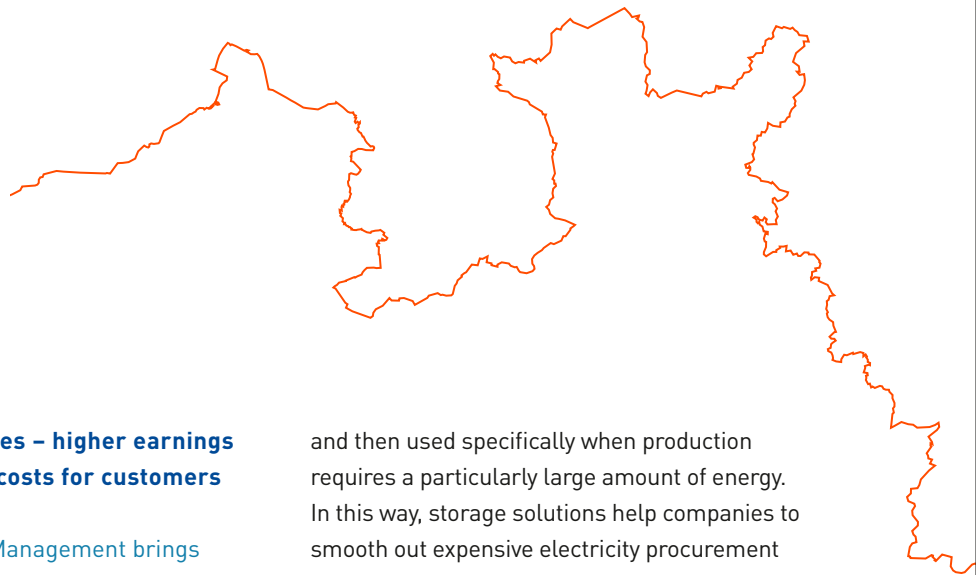 es – higher earnings
costs for customers
Management brings
and then used specifically when production
requires a particularly large amount of energy.
In this way, storage solutions help companies to
smooth out expensive electricity procurement